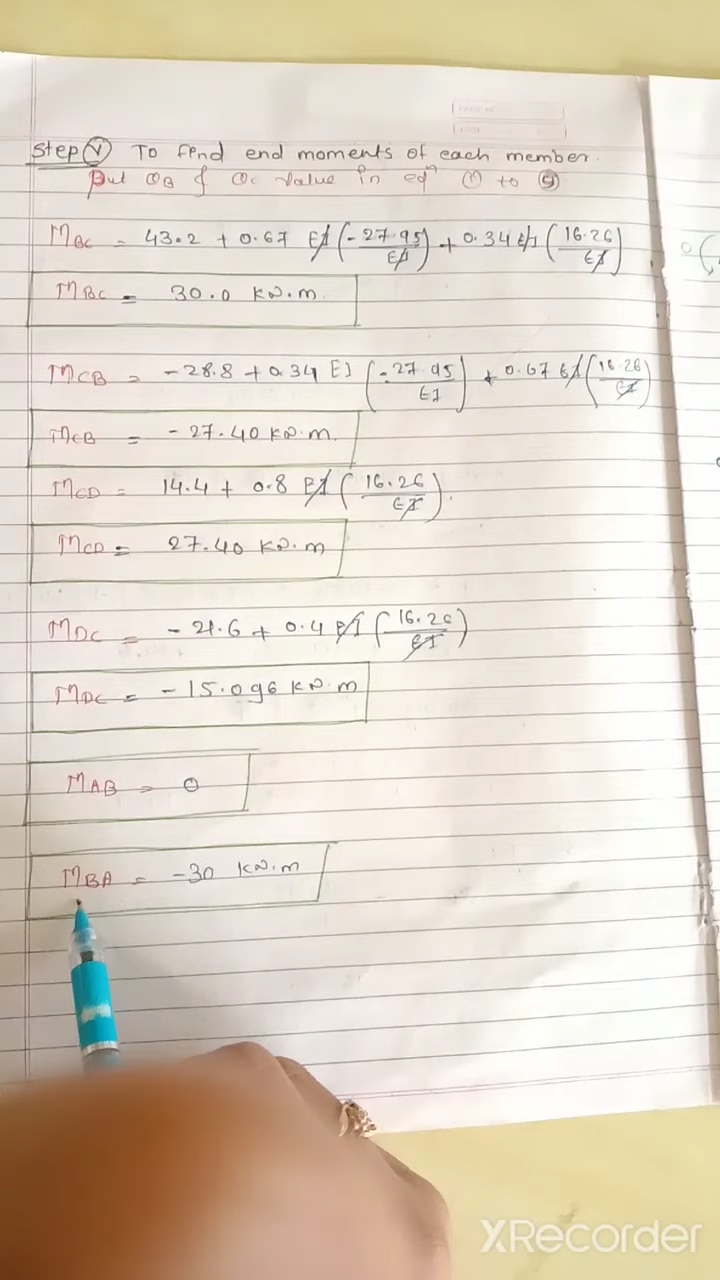 Step (V) To find end moments of each member.
Put θB & θc value in eqⁿ ① to ④
MBC = 43.2 + 0.67 EI (-27.95/EI) + 0.34 EI (16.26/EI)
MBC = 30.0 KN.m.
MCB = -28.8 + 0.34 EI (-27.95/EI) + 0.67 EI (16.26/EI)
MCB = -27.40 KN.m.
MCD = 14.4 + 0.8 EI (16.26/EI).
MCD = 27.40 KN.m
MDC = -21.6 + 0.4 EI (16.26/EI)
MDC = -15.096 KN.m
MAB = 0
MBA = -30 KN.m
XRecorder